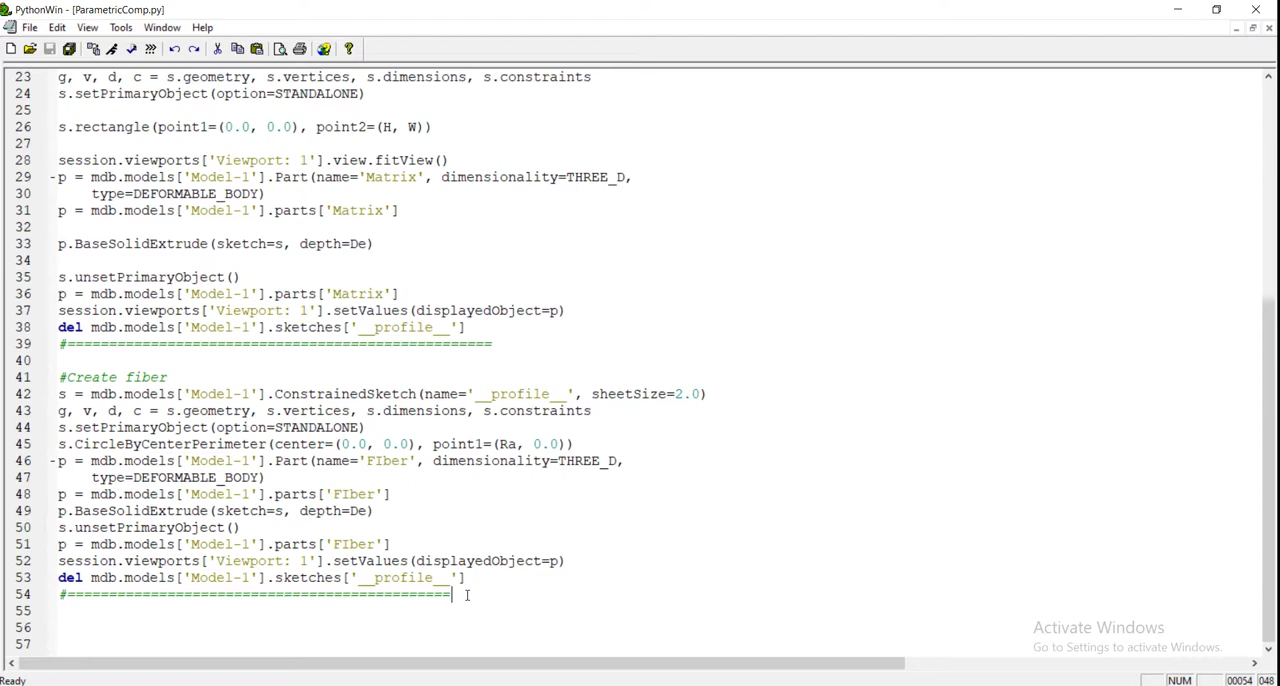 PythonWin - [ParametricComp.py]
File Edit View Tools Window Help
23 g, v, d, c = s.geometry, s.vertices, s.dimensions, s.constraints
24 s.setPrimaryObject(option=STANDALONE)
25
26 s.rectangle(point1=(0.0, 0.0), point2=(H, W))
27
28 session.viewports['Viewport: 1'].view.fitView()
29 -p = mdb.models['Model-1'].Part(name='Matrix', dimensionality=THREE_D,
30 type=DEFORMABLE_BODY)
31 p = mdb.models['Model-1'].parts['Matrix']
32
33 p.BaseSolidExtrude(sketch=s, depth=De)
34
35 s.unsetPrimaryObject()
36 p = mdb.models['Model-1'].parts['Matrix']
37 session.viewports['Viewport: 1'].setValues(displayedObject=p)
38 del mdb.models['Model-1'].sketches['__profile__']
39 #===================================================
40
41 #Create fiber
42 s = mdb.models['Model-1'].ConstrainedSketch(name='__profile__', sheetSize=2.0)
43 g, v, d, c = s.geometry, s.vertices, s.dimensions, s.constraints
44 s.setPrimaryObject(option=STANDALONE)
45 s.CircleByCenterPerimeter(center=(0.0, 0.0), point1=(Ra, 0.0))
46 -p = mdb.models['Model-1'].Part(name='FIber', dimensionality=THREE_D,
47 type=DEFORMABLE_BODY)
48 p = mdb.models['Model-1'].parts['FIber']
49 p.BaseSolidExtrude(sketch=s, depth=De)
50 s.unsetPrimaryObject()
51 p = mdb.models['Model-1'].parts['FIber']
52 session.viewports['Viewport: 1'].setValues(displayedObject=p)
53 del mdb.models['Model-1'].sketches['__profile__']
54 #==============================================
55
56
57
Activate Windows
Go to Settings to activate Windows.
Ready NUM 00054 048